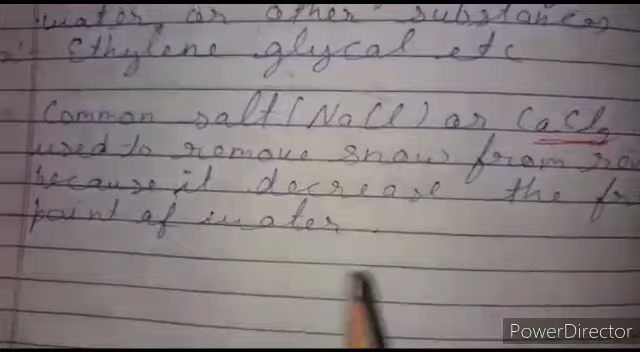 water, or other substances
Ethylene glycal etc
Common salt (NaCl) or CaCl2
used to remove snow from
because it decrease the
point of water.
PowerDirector